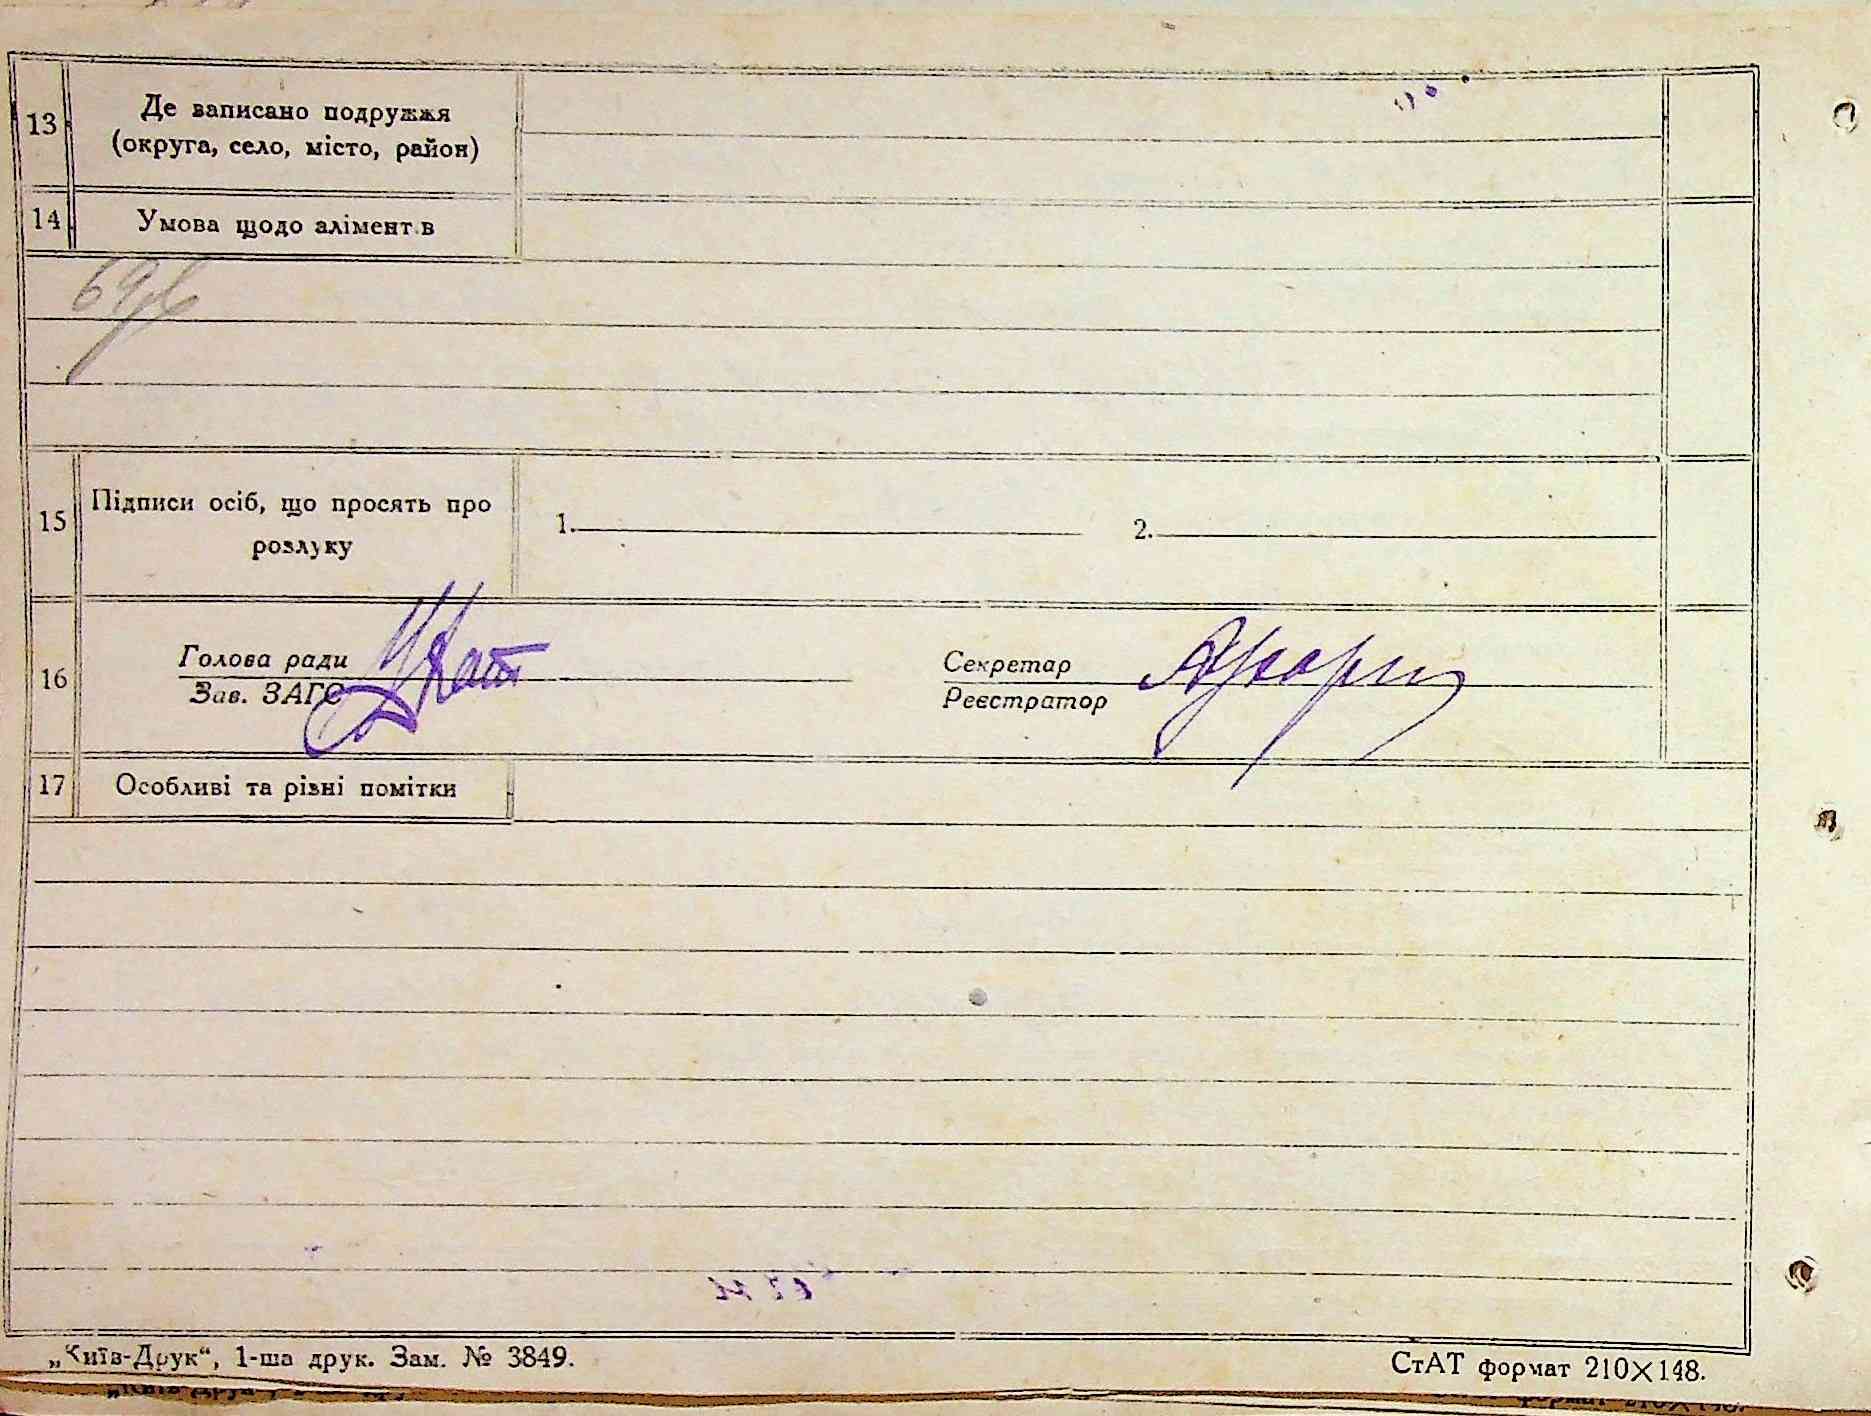 13
Де записано подружжя
(округа, село, місто, район)
14
Умова щодо алімент в
15
Підписи осіб, що просять про
розлуку
1.
2.
16
Голова ради
Зав. ЗАГС
Секретар
Реєстратор
17
Особливі та різні помітки
„Київ-Друк“, 1-ша друк. Зам. № 3849.
СтАТ формат 210×148.